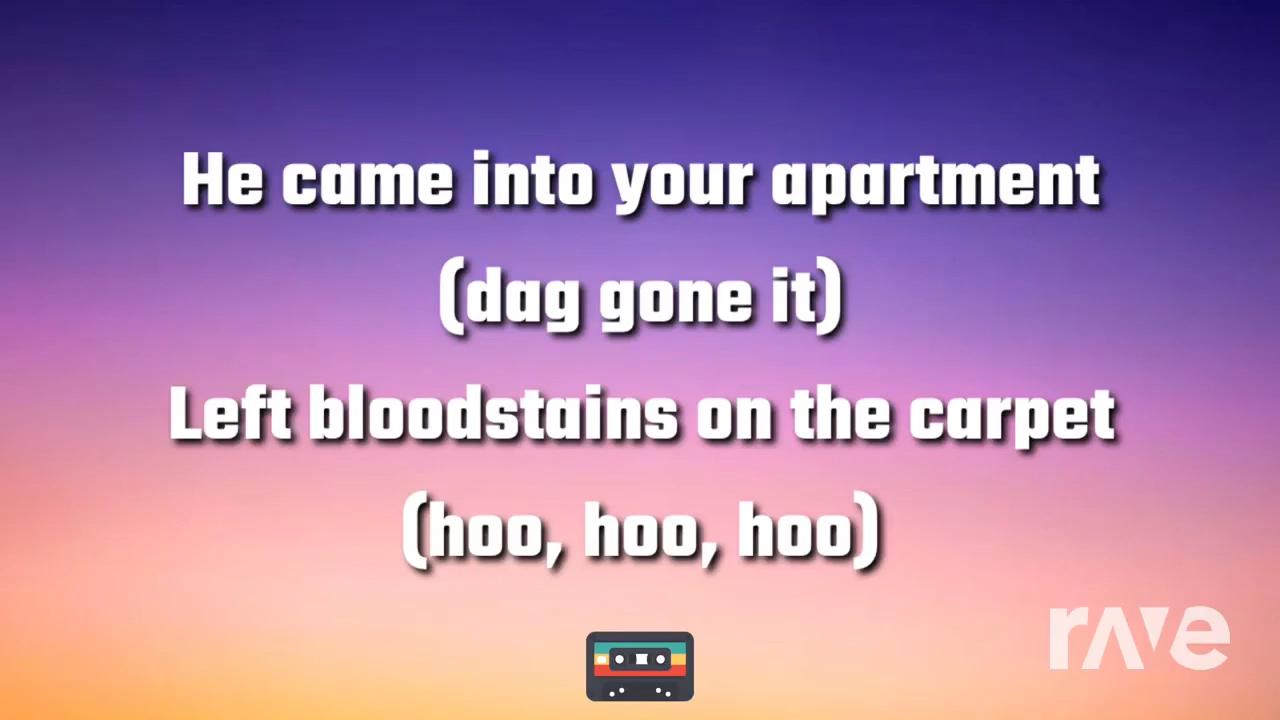 He came into your apartment
(dag gone it)
Left bloodstains on the carpet
(hoo, hoo, hoo)
rave